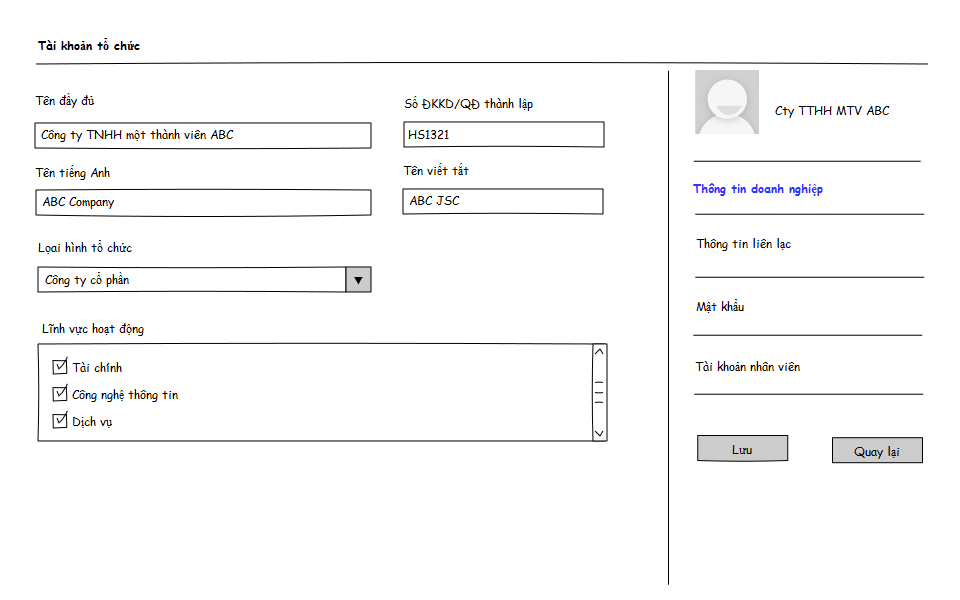 Tài khoản tổ chức
Tên đầy đủ
Số ĐKKD/QĐ thành lập
Công ty TNHH một thành viên ABC
HS1321
Tên tiếng Anh
Tên viết tắt
ABC Company
ABC JSC
Loại hình tổ chức
Công ty cổ phần
Lĩnh vực hoạt động
Tài chính
Công nghệ thông tin
Dịch vụ
Cty TTHH MTV ABC
Thông tin doanh nghiệp
Thông tin liên lạc
Mật khẩu
Tài khoản nhân viên
Lưu
Quay lại